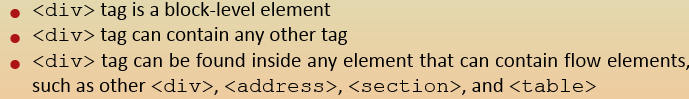 • <div> tag is a block-level element
• <div> tag can contain any other tag
• <div> tag can be found inside any element that can contain flow elements,
such as other <div>, <address>, <section>, and <table>